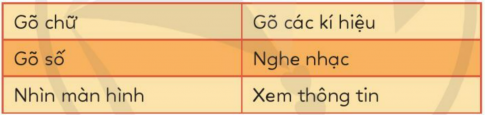 Gõ chữ Gõ các kí hiệu
Gõ số Nghe nhạc
Nhìn màn hình Xem thông tin